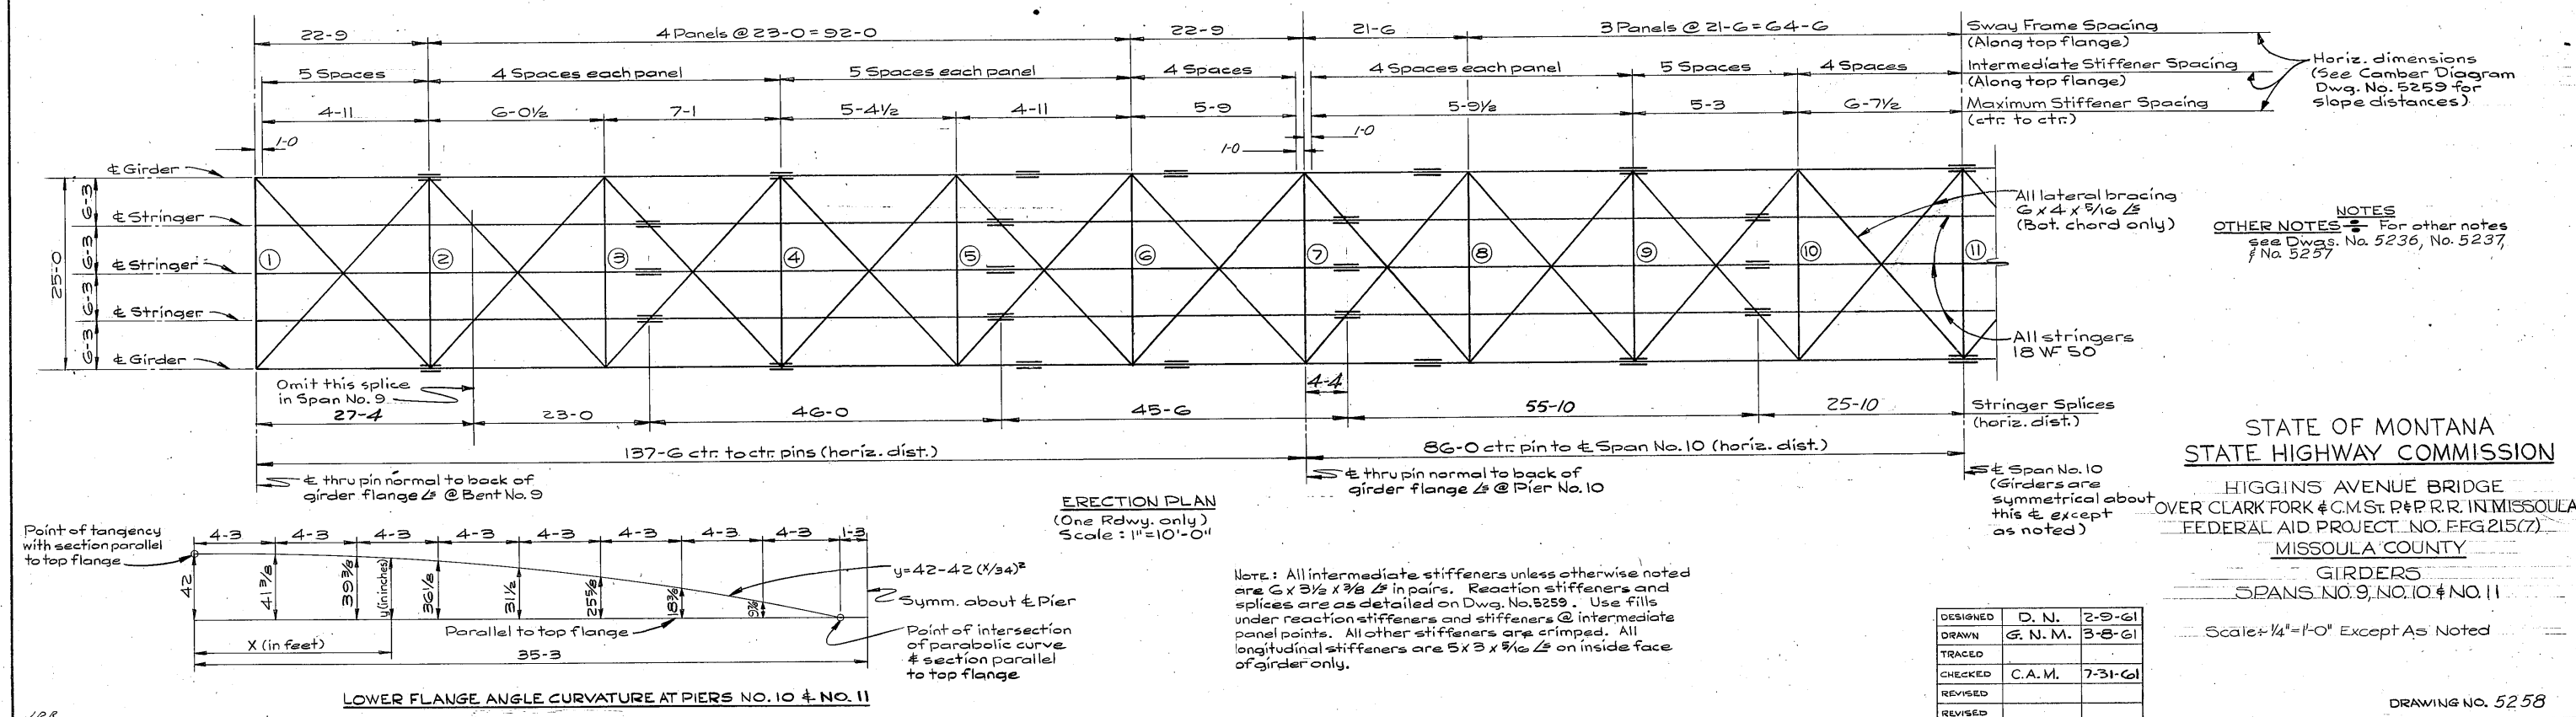 22-9
4 Panels @ 23-0 = 92-0
22-9
21-6
3 Panels @ 21-6 = 64-6
Sway Frame Spacing
(Along top flange)
5 Spaces
4 Spaces each panel
5 Spaces each panel
4 Spaces
4 Spaces each panel
5 Spaces
4 Spaces
Intermediate Stiffener Spacing
(Along top flange)
4-11
6-0½
7-1
5-4½
4-11
5-9
5-9½
5-3
6-7½
Maximum Stiffener Spacing
(ctr. to ctr.)
Horiz. dimensions
(See Camber Diagram
Dwg. No. 5259 for
slope distances)
1-0
1-0
1-0
℄ Girder
℄ Stringer
℄ Stringer
℄ Stringer
℄ Girder
25-0
6-3
6-3
6-3
6-3
1
2
3
4
5
6
7
8
9
10
11
All lateral bracing
6 x 4 x 5/16 ∠s
(Bot. chord only)
All stringers
18 WF 50
NOTES
OTHER NOTES ÷ For other notes
see Dwgs. No. 5236, No. 5237,
& No. 5257
Omit this splice
in Span No. 9
27-4
23-0
46-0
45-6
4-4
55-10
25-10
Stringer Splices
(horiz. dist.)
137-6 ctr. to ctr. pins (horiz. dist.)
86-0 ctr. pin to ℄ Span No. 10 (horiz. dist.)
℄ thru pin normal to back of
girder flange ∠s @ Bent No. 9
℄ thru pin normal to back of
girder flange ∠s @ Pier No. 10
℄ Span No. 10
(Girders are
symmetrical about
this ℄ except
as noted)
ERECTION PLAN
(One Rdwy. only)
Scale : 1"=10'-0"
Point of tangency
with section parallel
to top flange
4-3
4-3
4-3
4-3
4-3
4-3
4-3
4-3
1-3
42
41 3/8
39 3/8
y (in inches)
36 1/8
31 1/2
25 5/8
18 3/8
9 7/8
y=42-42 (x/34)²
Symm. about ℄ Pier
Parallel to top flange
X (in feet)
35-3
Point of intersection
of parabolic curve
& section parallel
to top flange
LOWER FLANGE ANGLE CURVATURE AT PIERS NO. 10 & NO. 11
NOTE: All intermediate stiffeners unless otherwise noted
are 6 x 3½ x 3/8 ∠s in pairs. Reaction stiffeners and
splices are as detailed on Dwg. No. 5259. Use fills
under reaction stiffeners and stiffeners @ intermediate
panel points. All other stiffeners are crimped. All
longitudinal stiffeners are 5 x 3 x 5/16 ∠s on inside face
of girder only.
STATE OF MONTANA
STATE HIGHWAY COMMISSION
HIGGINS AVENUE BRIDGE
OVER CLARK FORK & C.M.ST. P. & P. R.R. IN MISSOULA
FEDERAL AID PROJECT NO. F-FG 215(7)
MISSOULA COUNTY
GIRDERS
SPANS NO. 9, NO. 10 & NO. 11
Scale ÷ ¼"=1'-0" Except As Noted
DESIGNED D. N. 2-9-61
DRAWN G. N. M. 3-8-61
TRACED
CHECKED C.A.M. 7-31-61
REVISED
REVISED
DRAWING NO. 5258